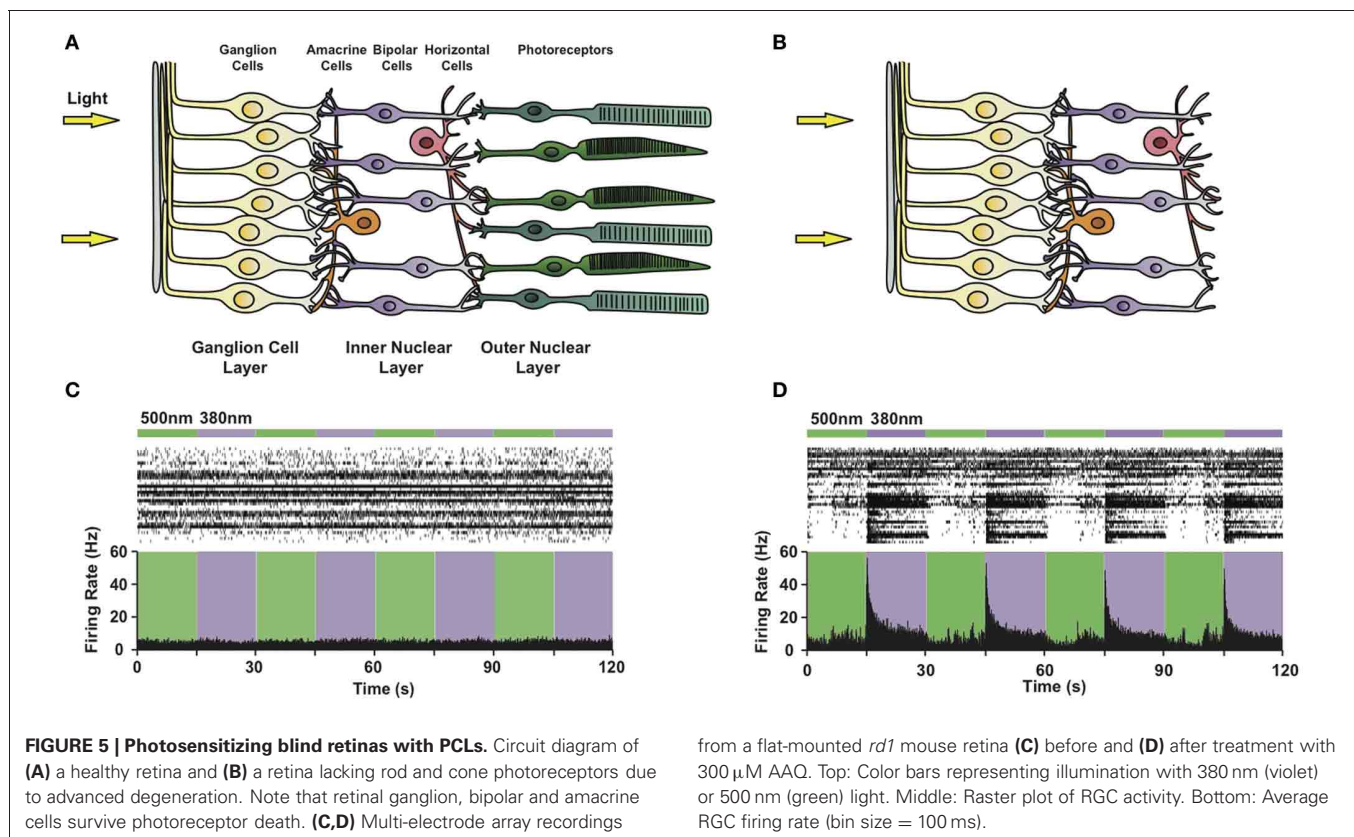 A
Ganglion Cells
Amacrine Cells
Bipolar Cells
Horizontal Cells
Photoreceptors
Light
Ganglion Cell Layer
Inner Nuclear Layer
Outer Nuclear Layer
B
C
500nm 380nm
Firing Rate (Hz)
60
40
20
0
0 30 60 90 120
Time (s)
D
500nm 380nm
Firing Rate (Hz)
60
40
20
0
0 30 60 90 120
Time (s)
FIGURE 5 | Photosensitizing blind retinas with PCLs. Circuit diagram of
(A) a healthy retina and (B) a retina lacking rod and cone photoreceptors due
to advanced degeneration. Note that retinal ganglion, bipolar and amacrine
cells survive photoreceptor death. (C,D) Multi-electrode array recordings
from a flat-mounted rd1 mouse retina (C) before and (D) after treatment with
300 μM AAQ. Top: Color bars representing illumination with 380 nm (violet)
or 500 nm (green) light. Middle: Raster plot of RGC activity. Bottom: Average
RGC firing rate (bin size = 100 ms).